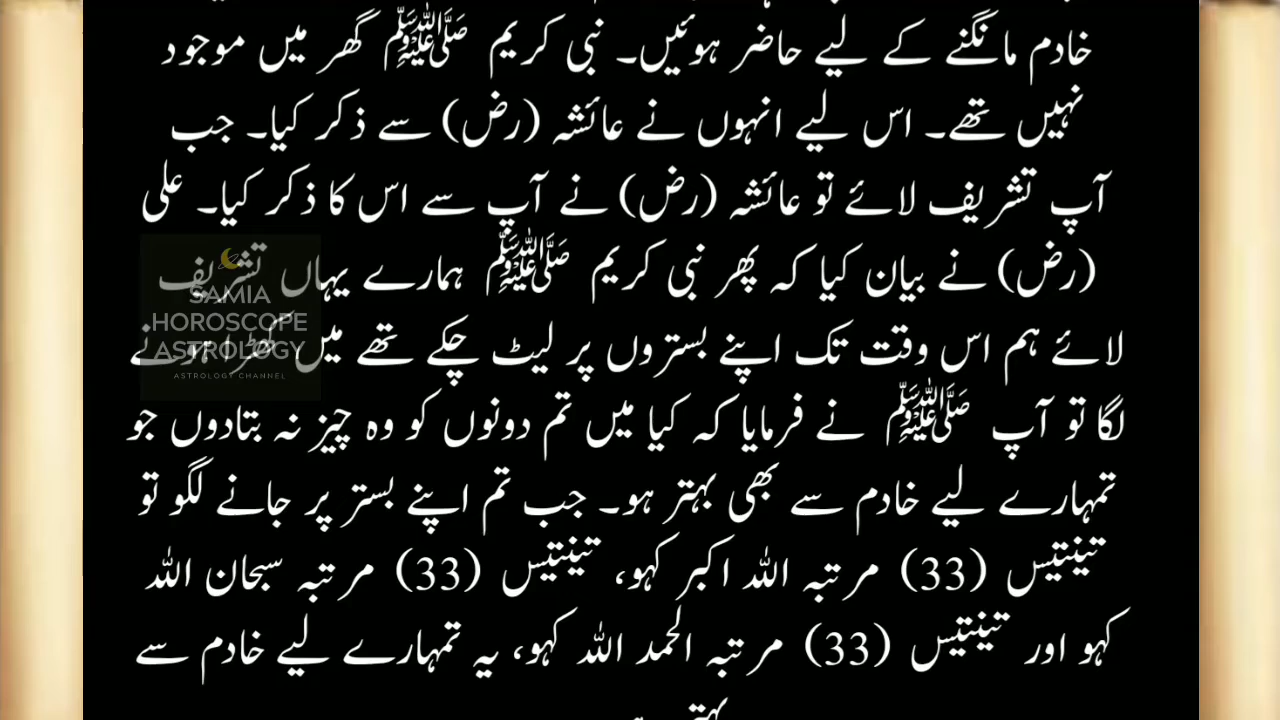 خادم مانگنے کے لیے حاضر ہوئیں۔ نبی کریم ﷺ گھر میں موجود
نہیں تھے۔ اس لیے انہوں نے عائشہ (رض) سے ذکر کیا۔ جب
آپ تشریف لائے تو عائشہ (رض) نے آپ سے اس کا ذکر کیا۔ علی
(رض) نے بیان کیا کہ پھر نبی کریم ﷺ ہمارے یہاں تشریف
لائے ہم اس وقت تک اپنے بستروں پر لیٹ چکے تھے میں کھڑا ہونے
لگا تو آپ ﷺ نے فرمایا کہ کیا میں تم دونوں کو وہ چیز نہ بتادوں جو
تمہارے لیے خادم سے بھی بہتر ہو۔ جب تم اپنے بستر پر جانے لگو تو
تینتیس (33) مرتبہ اللہ اکبر کہو، تینتیس (33) مرتبہ سبحان اللہ
کہو اور تینتیس (33) مرتبہ الحمد اللہ کہو، یہ تمہارے لیے خادم سے
SAMIA
HOROSCOPE
ASTROLOGY
ASTROLOGY CHANNEL